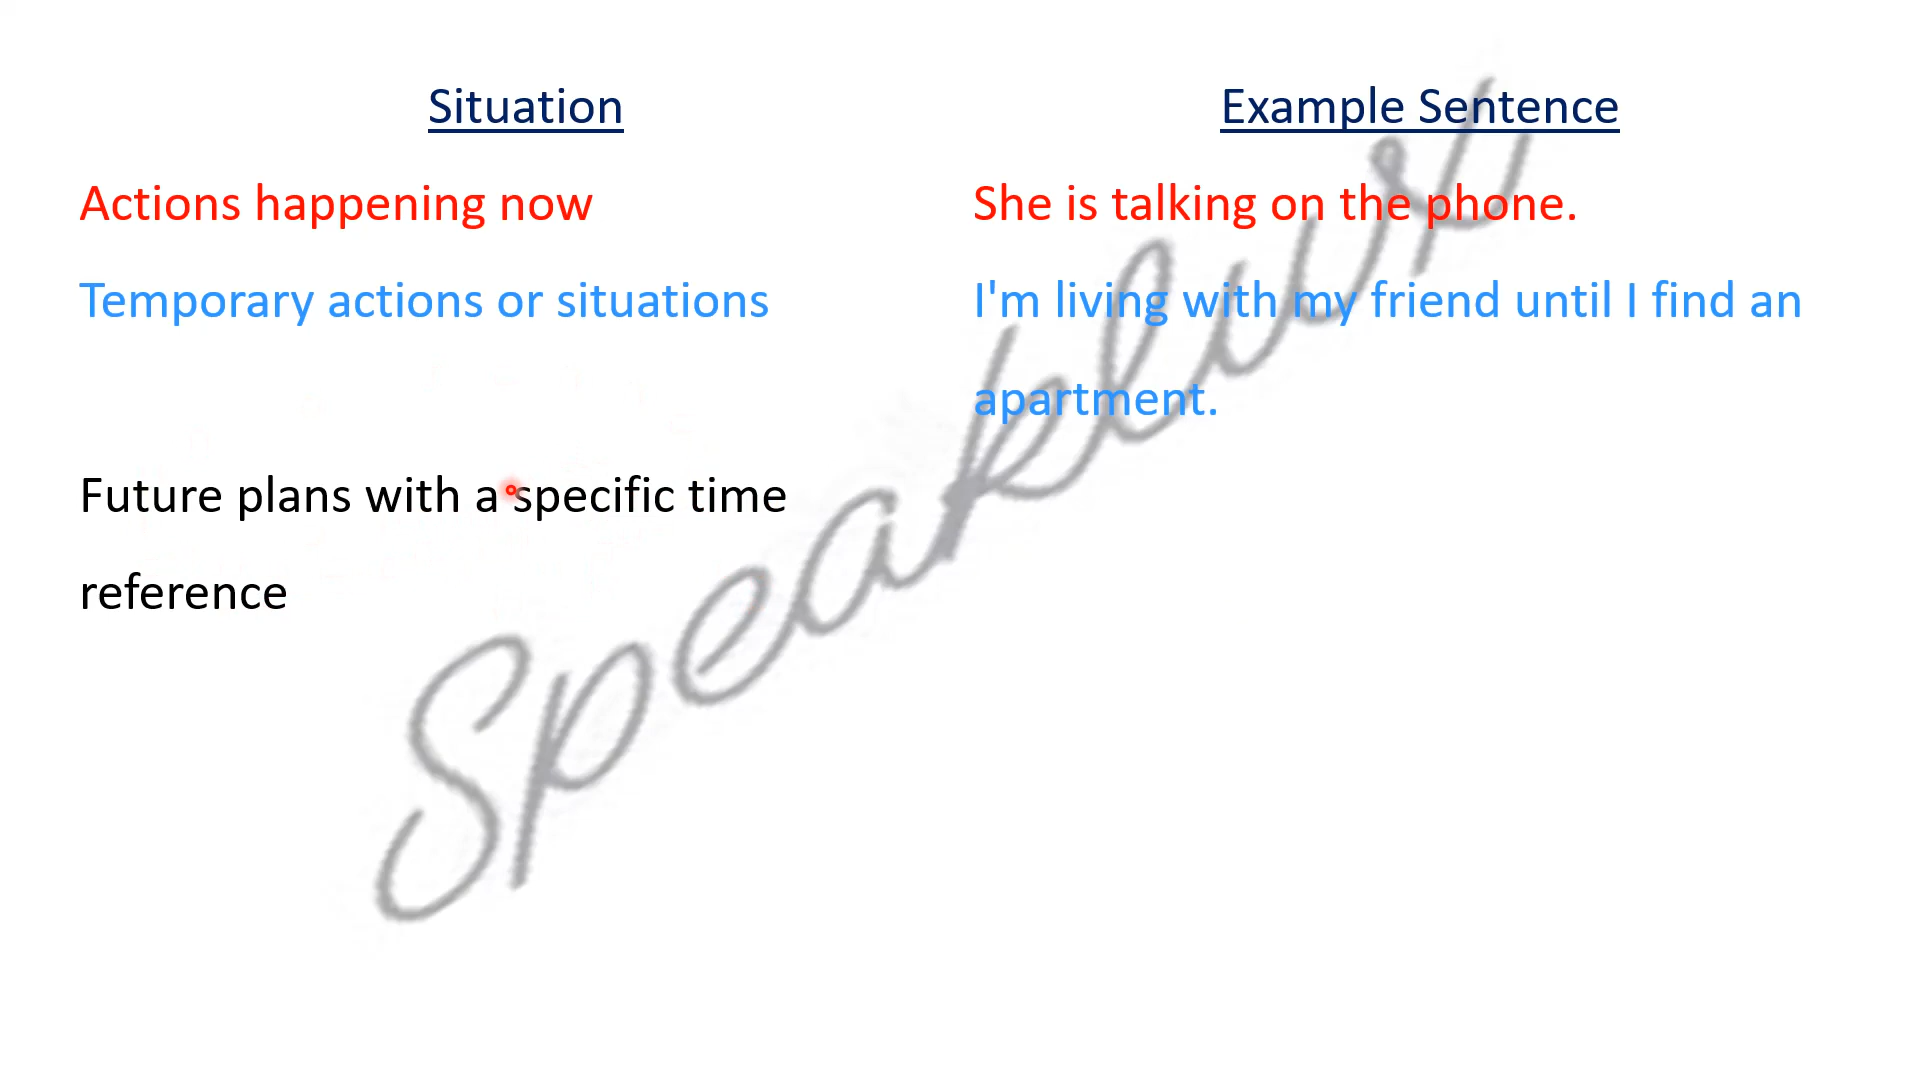 Situation
Example Sentence
Actions happening now
She is talking on the phone.
Temporary actions or situations
I'm living with my friend until I find an
apartment.
Future plans with a specific time
reference